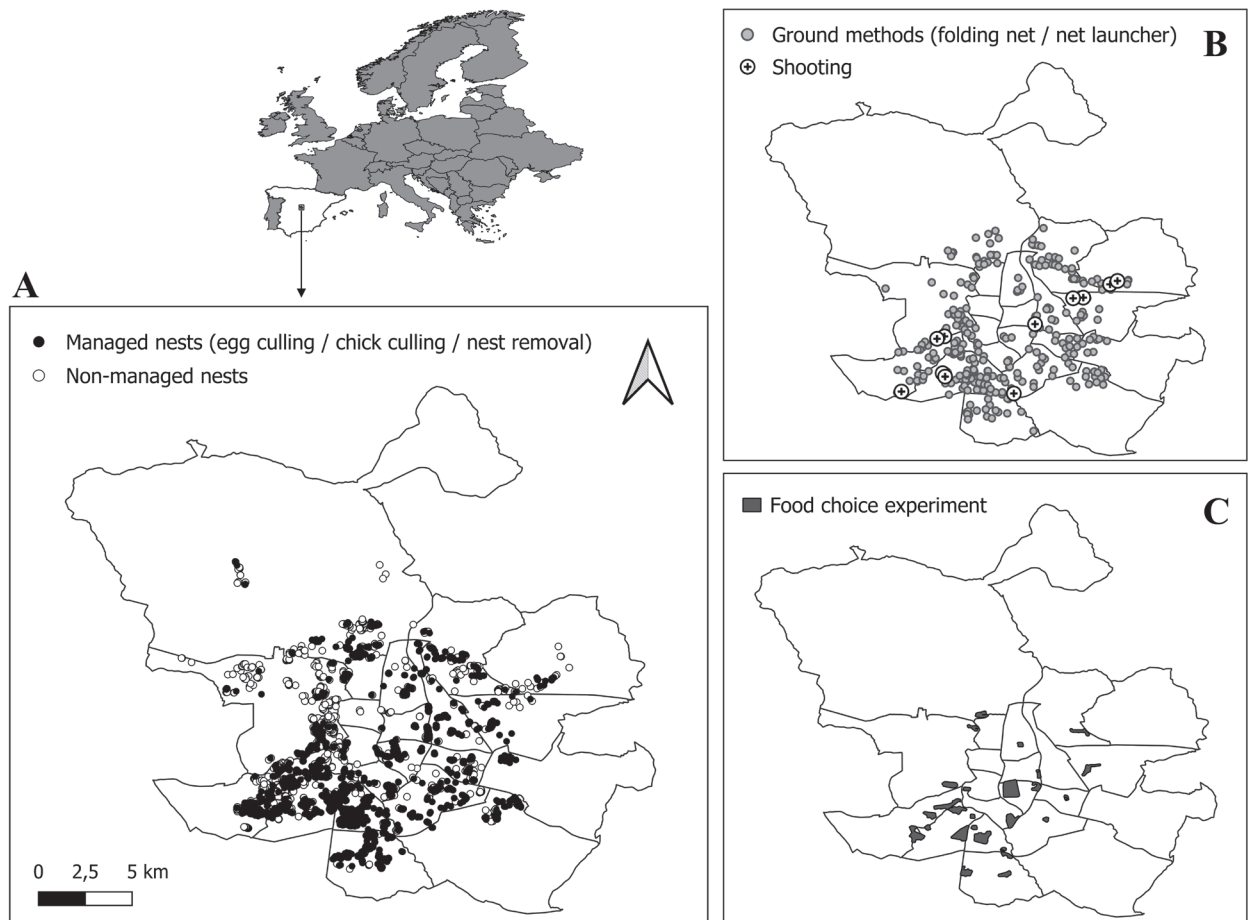 A
Managed nests (egg culling / chick culling / nest removal)
Non-managed nests
0 2,5 5 km
B
Ground methods (folding net / net launcher)
Shooting
C
Food choice experiment